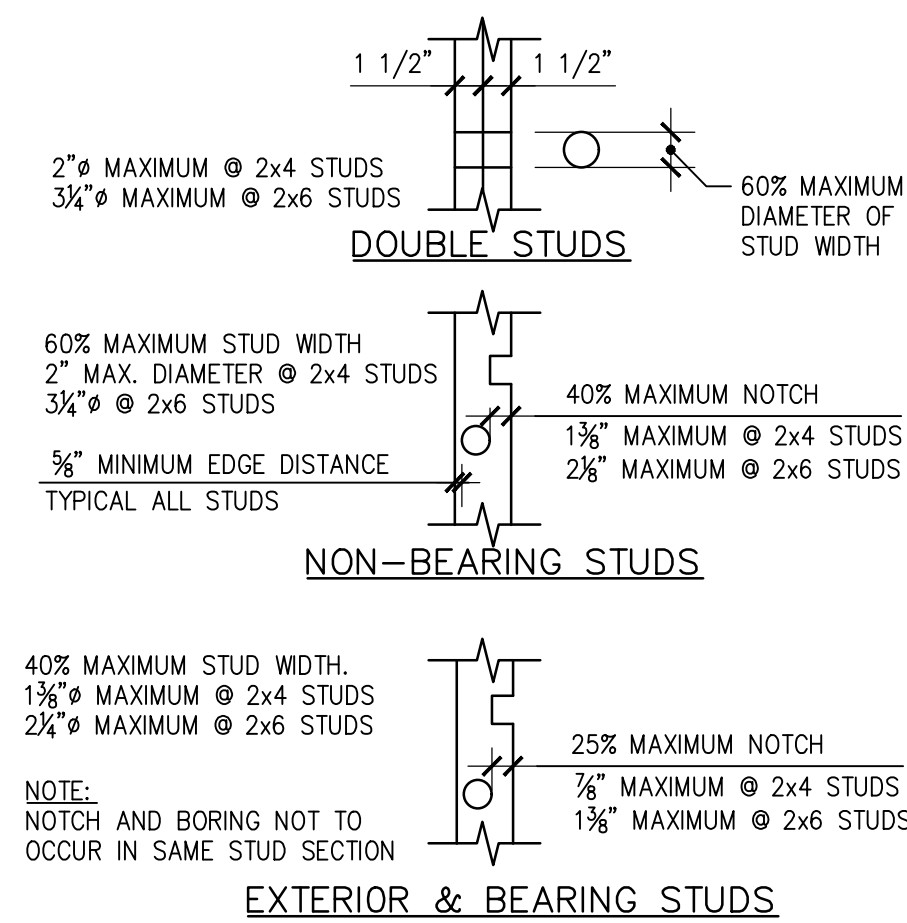 1 1/2" 1 1/2"
2"ø MAXIMUM @ 2x4 STUDS
3¼"ø MAXIMUM @ 2x6 STUDS
60% MAXIMUM
DIAMETER OF
STUD WIDTH
DOUBLE STUDS
60% MAXIMUM STUD WIDTH
2" MAX. DIAMETER @ 2x4 STUDS
3¼"ø @ 2x6 STUDS
⅝" MINIMUM EDGE DISTANCE
TYPICAL ALL STUDS
40% MAXIMUM NOTCH
1⅜" MAXIMUM @ 2x4 STUDS
2⅛" MAXIMUM @ 2x6 STUDS
NON-BEARING STUDS
40% MAXIMUM STUD WIDTH.
1⅜"ø MAXIMUM @ 2x4 STUDS
2¼"ø MAXIMUM @ 2x6 STUDS
NOTE:
NOTCH AND BORING NOT TO
OCCUR IN SAME STUD SECTION
25% MAXIMUM NOTCH
⅞" MAXIMUM @ 2x4 STUDS
1⅜" MAXIMUM @ 2x6 STUDS
EXTERIOR & BEARING STUDS